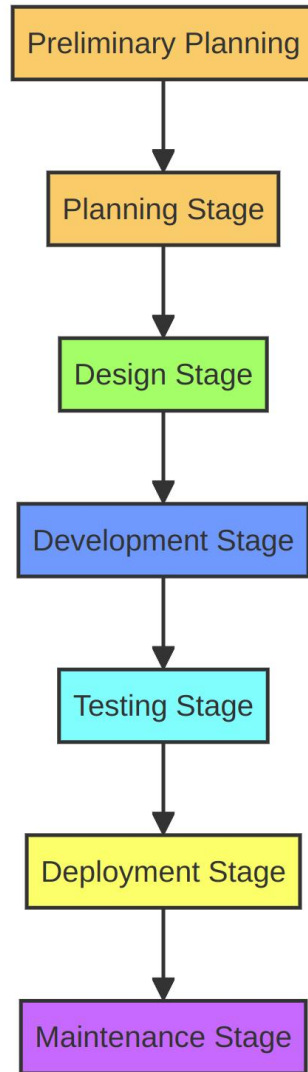 Preliminary Planning
Planning Stage
Design Stage
Development Stage
Testing Stage
Deployment Stage
Maintenance Stage